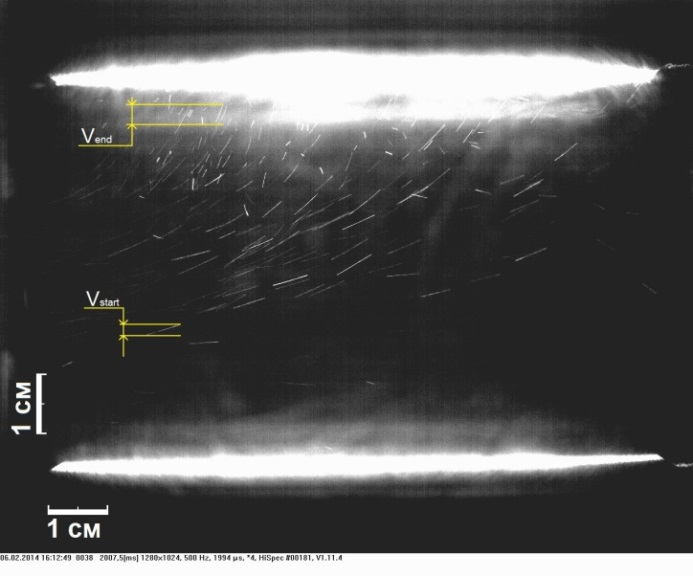 Vend
Vstart
1 см
1 см
06.02.2014 16:12:49 0038 2007,5[ms] 1280x1024, 500 Hz, 1994 µs, *4, HiSpec #00181, V1.11.4